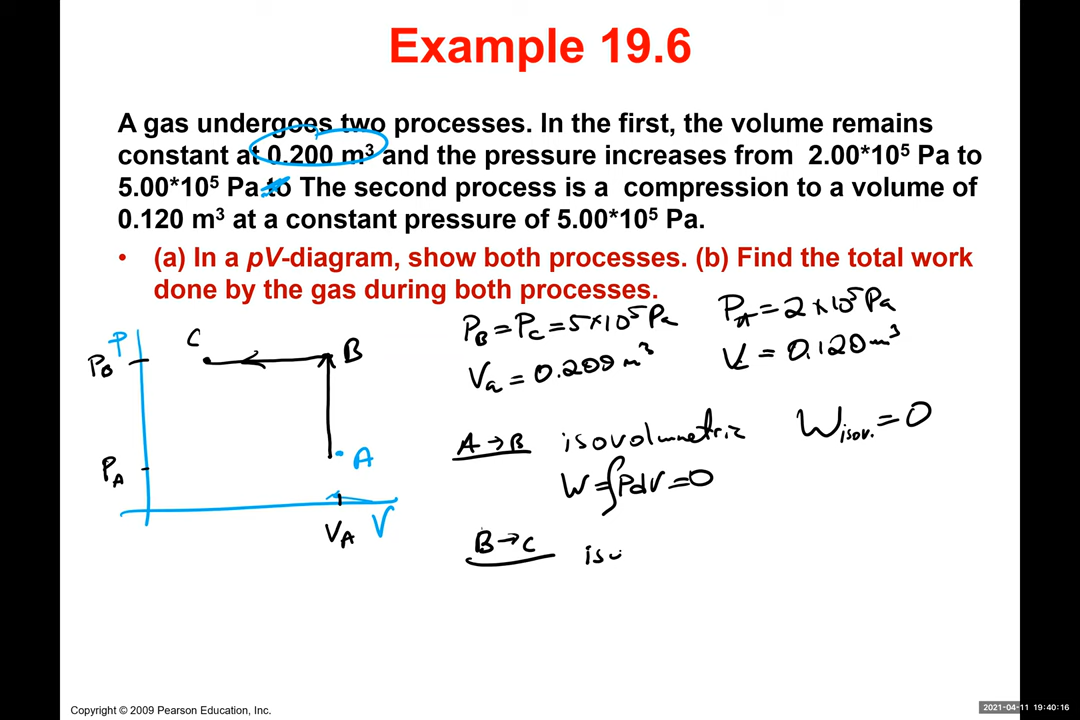 Example 19.6
A gas undergoes two processes. In the first, the volume remains
constant at 0.200 m³ and the pressure increases from 2.00*10⁵ Pa to
5.00*10⁵ Pa to The second process is a compression to a volume of
0.120 m³ at a constant pressure of 5.00*10⁵ Pa.
• (a) In a pV-diagram, show both processes. (b) Find the total work
done by the gas during both processes.
P_B = P_C = 5×10⁵ Pa
P_A = 2×10⁵ Pa
V_a = 0.200 m³
V_c = 0.120 m³
P
C
B
P_B
A → B isovolumetric W_isov. = 0
A
P_A
W = ∫PdV = 0
V_A V
B → C iso
Copyright © 2009 Pearson Education, Inc.
2021-04-11 19:40:16